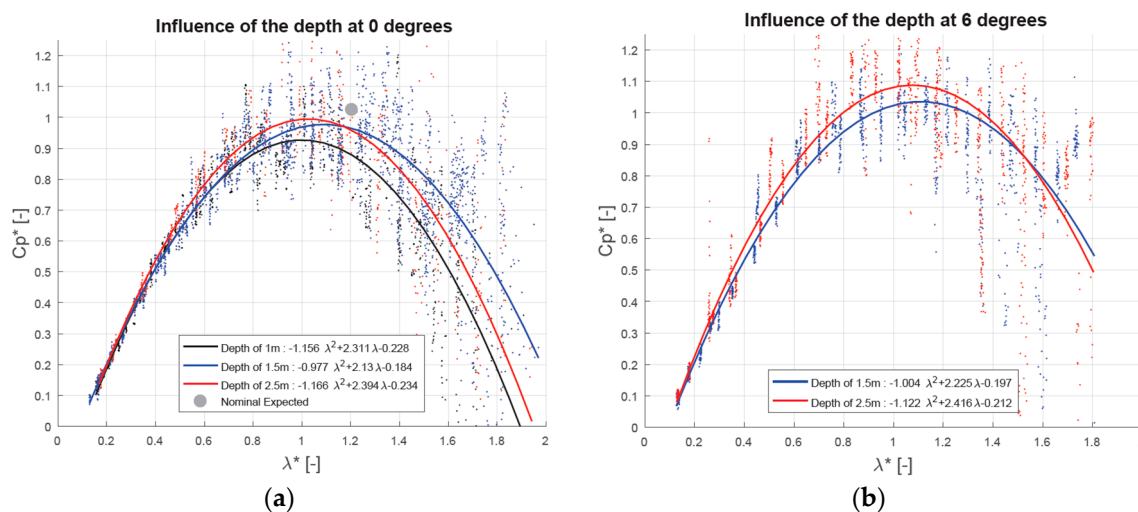 Influence of the depth at 0 degrees
1.2
1.1
1
0.9
0.8
0.7
0.6
0.5
0.4
0.3
0.2
0.1
0
Cp* [-]
Depth of 1m : -1.156 λ²+2.311 λ-0.228
Depth of 1.5m : -0.977 λ²+2.13 λ-0.184
Depth of 2.5m : -1.166 λ²+2.394 λ-0.234
Nominal Expected
0 0.2 0.4 0.6 0.8 1 1.2 1.4 1.6 1.8 2
λ* [-]
(a)
Influence of the depth at 6 degrees
1.2
1.1
1
0.9
0.8
0.7
0.6
0.5
0.4
0.3
0.2
0.1
0
Cp* [-]
Depth of 1.5m : -1.004 λ²+2.225 λ-0.197
Depth of 2.5m : -1.122 λ²+2.416 λ-0.212
0 0.2 0.4 0.6 0.8 1 1.2 1.4 1.6 1.8
λ* [-]
(b)